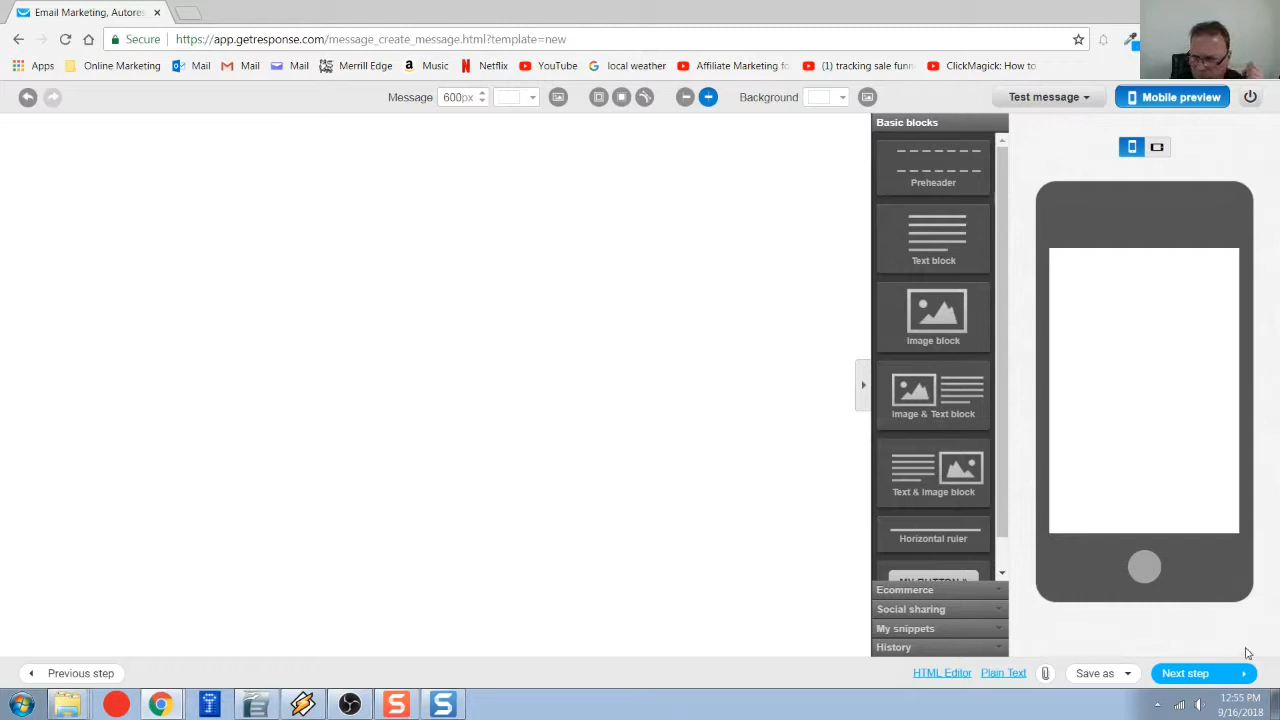 Email Marketing, Autores
Secure
https://app.getresponse.com/message_create_message.html?template=new
Apps
Online Marketing
Mail
Mail
Mail
Merrill Edge
Music
Netflix
YouTube
local weather
Affiliate Marketing fo
(1) tracking sale funn
ClickMagick: How to
Message
600px
Background
Test message
Mobile preview
Basic blocks
Preheader
Text block
Image block
Image & Text block
Text & Image block
Horizontal ruler
MY BUTTON »
Ecommerce
Social sharing
My snippets
History
Previous step
HTML Editor
Plain Text
Save as
Next step
12:55 PM
9/16/2018